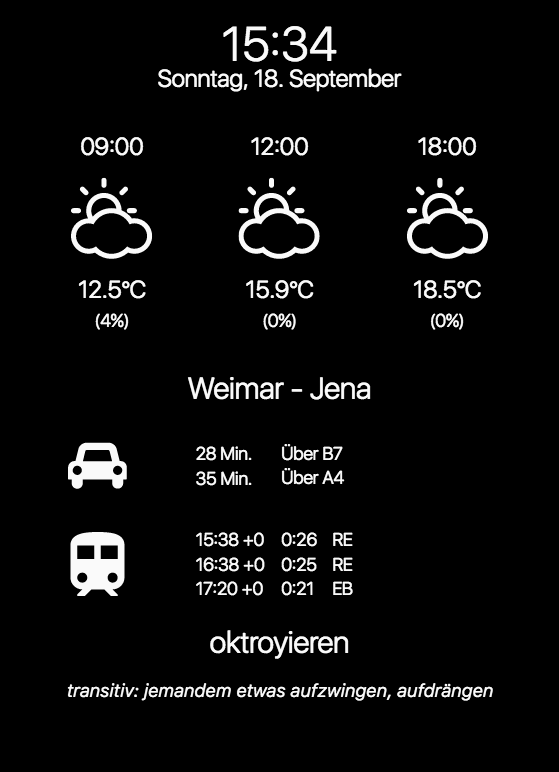 15:34
Sonntag, 18. September
09:00 12:00 18:00
12.5°C 15.9°C 18.5°C
(4%) (0%) (0%)
Weimar - Jena
28 Min. Über B7
35 Min. Über A4
15:38 +0 0:26 RE
16:38 +0 0:25 RE
17:20 +0 0:21 EB
oktroyieren
transitiv: jemandem etwas aufzwingen, aufdrängen